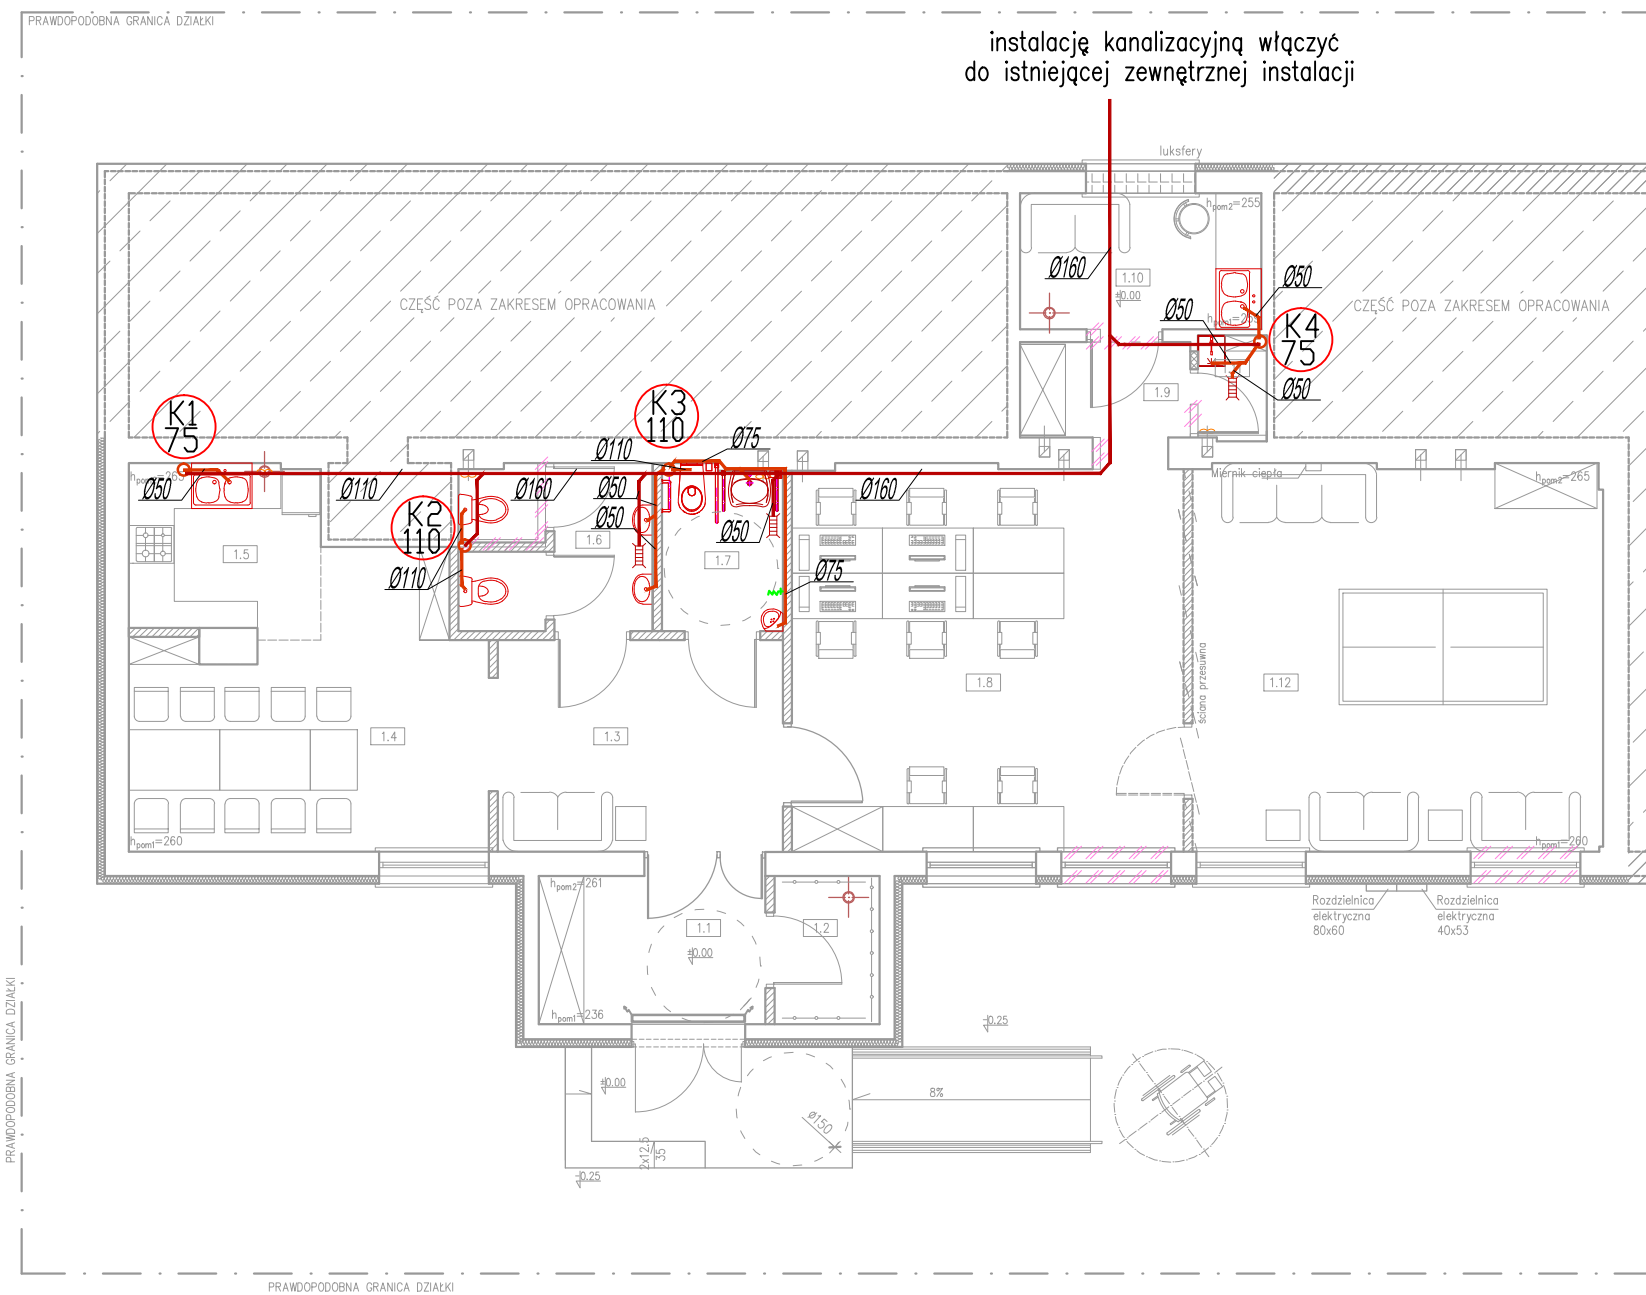 PRAWDOPODOBNA GRANICA DZIAŁKI
instalację kanalizacyjną włączyć
do istniejącej zewnętrznej instalacji
luksfery
hpom2=255
Ø160
1.10
±0.00
Ø50
CZĘŚĆ POZA ZAKRESEM OPRACOWANIA
CZĘŚĆ POZA ZAKRESEM OPRACOWANIA
Ø50
K4
75
Ø50
1.9
K1
75
K3
110
Ø110
Ø75
Ø50
Ø110
Ø160
Ø50
Ø160
Miernik ciepła
hpom2=265
K2
110
Ø50
Ø50
1.5
1.6
1.7
Ø110
Ø75
ściana przesuwna
1.8
1.12
1.4
1.3
hpom1=260
hpom1=260
hpom2=261
1.1
1.2
±0.00
Rozdzielnica
elektryczna
80x60
Rozdzielnica
elektryczna
40x53
hpom1=236
-0.25
±0.00
8%
Ø150
2x12,5
35
-0.25
PRAWDOPODOBNA GRANICA DZIAŁKI
PRAWDOPODOBNA GRANICA DZIAŁKI